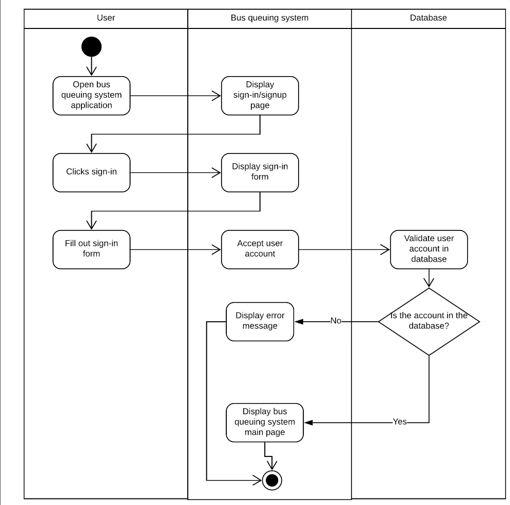 User
Bus queuing system
Database
Open bus
queuing system
application
Display
sign-in/signup
page
Clicks sign-in
Display sign-in
form
Fill out sign-in
form
Accept user
account
Validate user
account in
database
Is the account in the
database?
No
Display error
message
Yes
Display bus
queuing system
main page